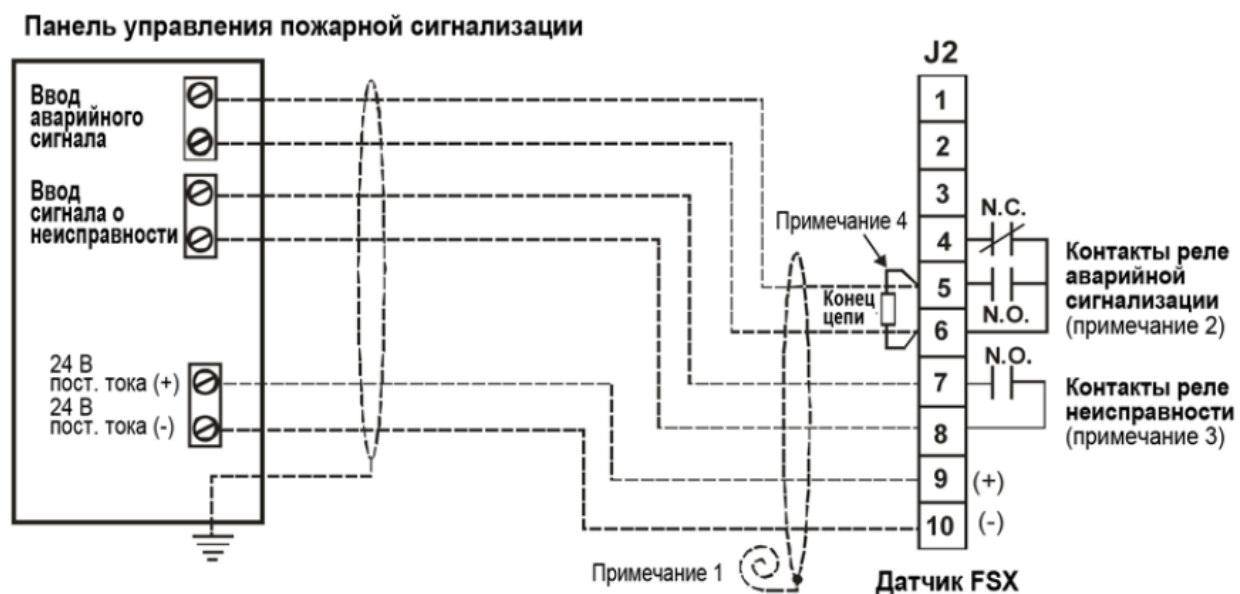 Панель управления пожарной сигнализации
J2
Ввод
аварийного
сигнала
Ввод
сигнала о
неисправности
24 В
пост. тока (+)
24 В
пост. тока (-)
Примечание 4
Конец
цепи
1
2
3
4
5
6
7
8
9
10
N.C.
N.O.
N.O.
(+)
(-)
Контакты реле
аварийной
сигнализации
(примечание 2)
Контакты реле
неисправности
(примечание 3)
Примечание 1
Датчик FSX